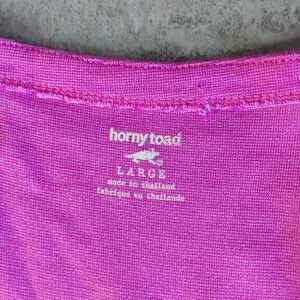 horny toad
LARGE
made in thailand
fabriqué en thaïlande